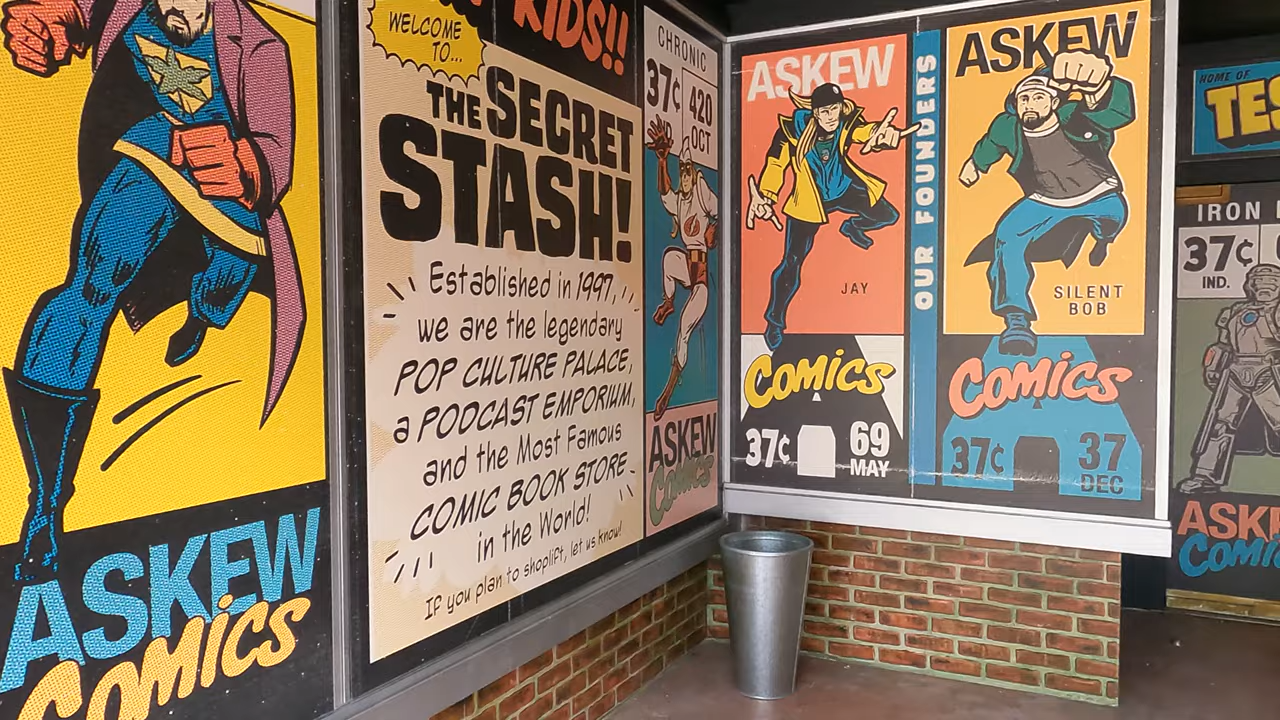 ASKEW
COMICS
KIDS!!
WELCOME
TO...
THE SECRET
STASH!
Established in 1997,
we are the legendary
POP CULTURE PALACE,
a PODCAST EMPORIUM,
and the Most Famous
COMIC BOOK STORE
in the World!
If you plan to shoplift, let us know!
CHRONIC
37¢
420
OCT
ASKEW
COMICS
ASKEW
JAY
COMICS
37¢
69
MAY
OUR FOUNDERS
ASKEW
SILENT
BOB
COMICS
37¢
37
DEC
HOME OF
IRON
37¢
IND.